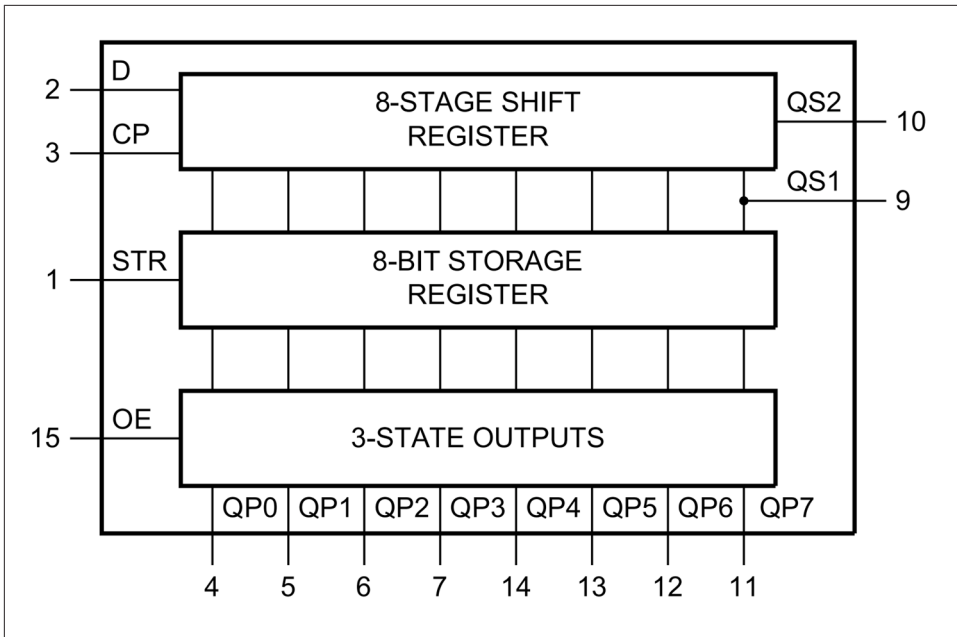 D
2
8-STAGE SHIFT
REGISTER
QS2
10
CP
3
QS1
9
STR
1
8-BIT STORAGE
REGISTER
OE
15
3-STATE OUTPUTS
QP0 QP1 QP2 QP3 QP4 QP5 QP6 QP7
4 5 6 7 14 13 12 11